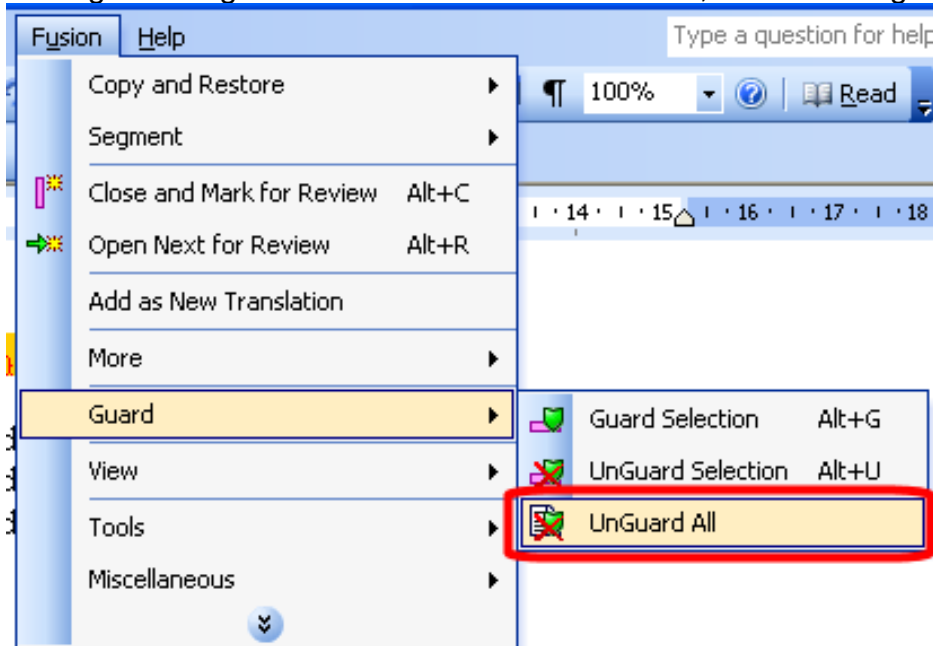 Fusion Help Type a question for help
Copy and Restore ¶ 100% Read
Segment
Close and Mark for Review Alt+C
14 15 16 17 18
Open Next for Review Alt+R
Add as New Translation
More
Guard
Guard Selection Alt+G
View
UnGuard Selection Alt+U
Tools
UnGuard All
Miscellaneous